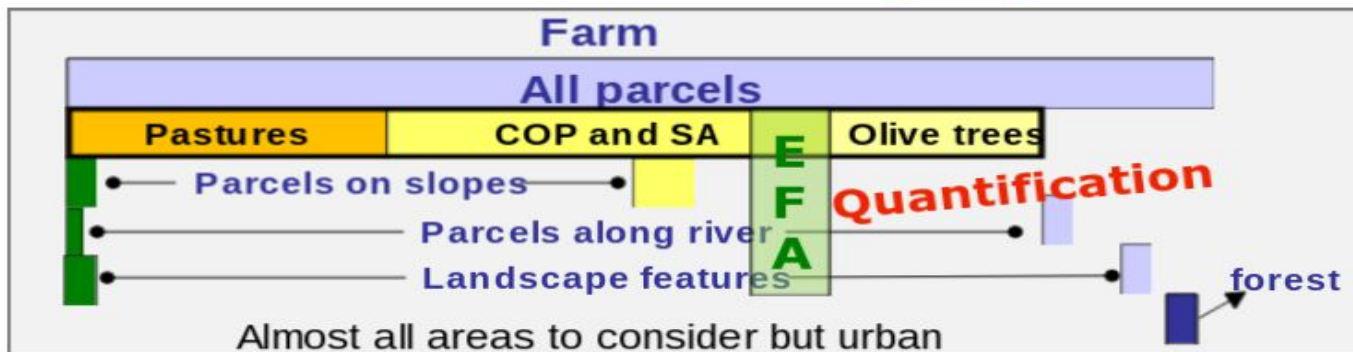 Farm
All parcels
Pastures COP and SA EFA Olive trees
Parcels on slopes Quantification
Parcels along river
Landscape features forest
Almost all areas to consider but urban